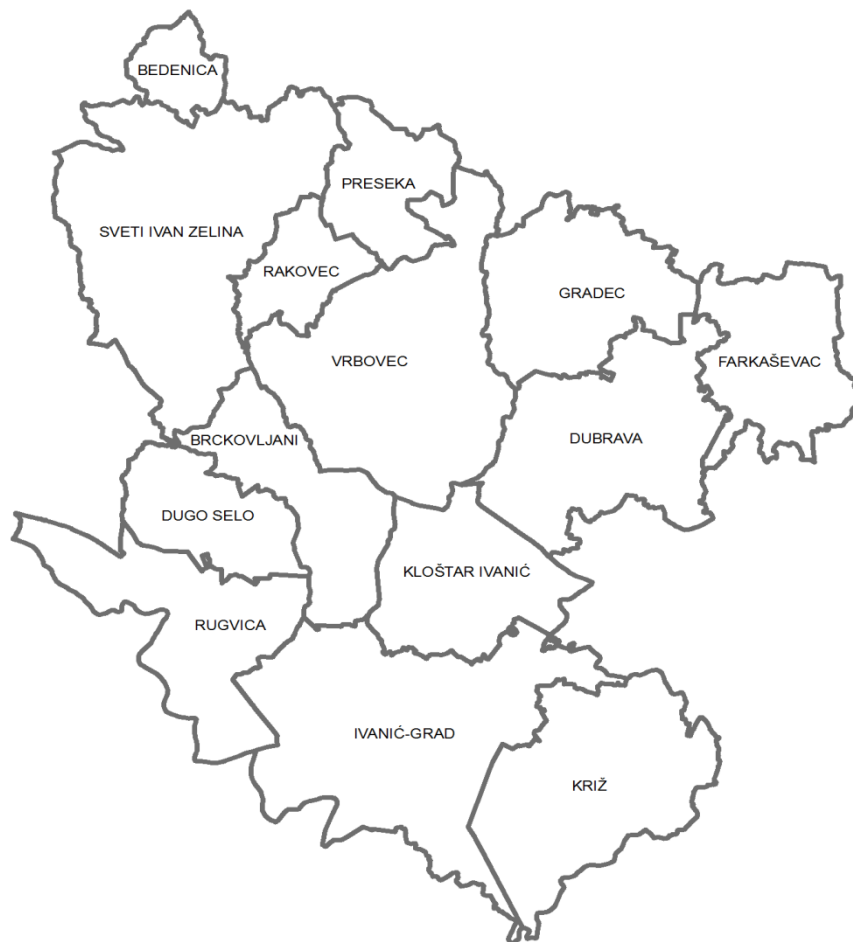 BEDENICA
PRESEKA
SVETI IVAN ZELINA
RAKOVEC
GRADEC
VRBOVEC
FARKAŠEVAC
BRCKOVLJANI
DUBRAVA
DUGO SELO
KLOŠTAR IVANIĆ
RUGVICA
IVANIĆ-GRAD
KRIŽ